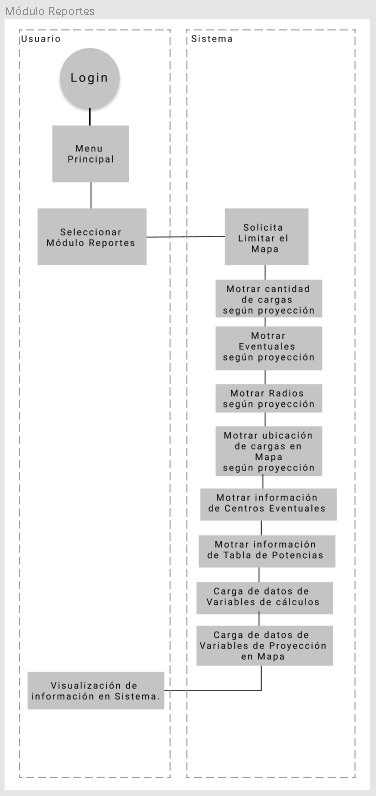 Módulo Reportes
Usuario
Sistema
Login
Menu
Principal
Seleccionar
Módulo Reportes
Solicita
Limitar el
Mapa
Motrar cantidad
de cargas
según proyección
Motrar
Eventuales
según proyección
Motrar Radios
según proyección
Motrar ubicación
de cargas en
Mapa
según proyección
Motrar información
de Centros Eventuales
Motrar información
de Tabla de Potencias
Carga de datos de
Variables de cálculos
Carga de datos de
Variables de Proyección
en Mapa
Visualización de
información en Sistema.